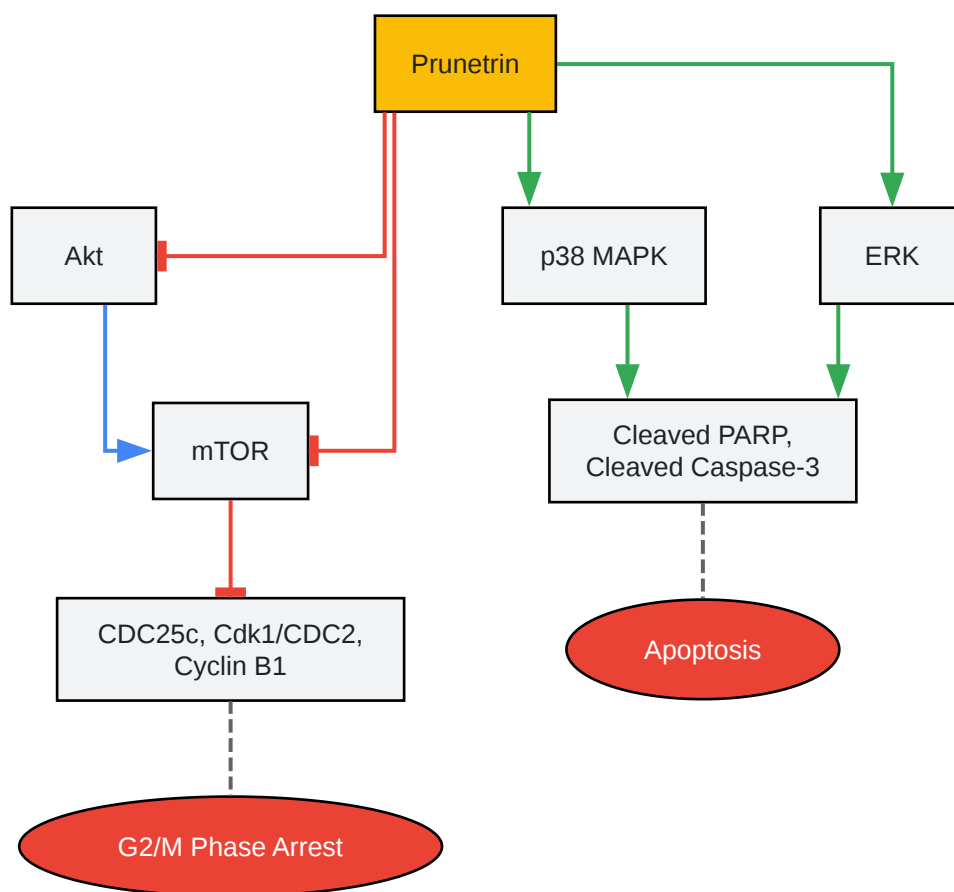 Prunetrin
Akt
p38 MAPK
ERK
mTOR
Cleaved PARP,
Cleaved Caspase-3
CDC25c, Cdk1/CDC2,
Cyclin B1
Apoptosis
G2/M Phase Arrest